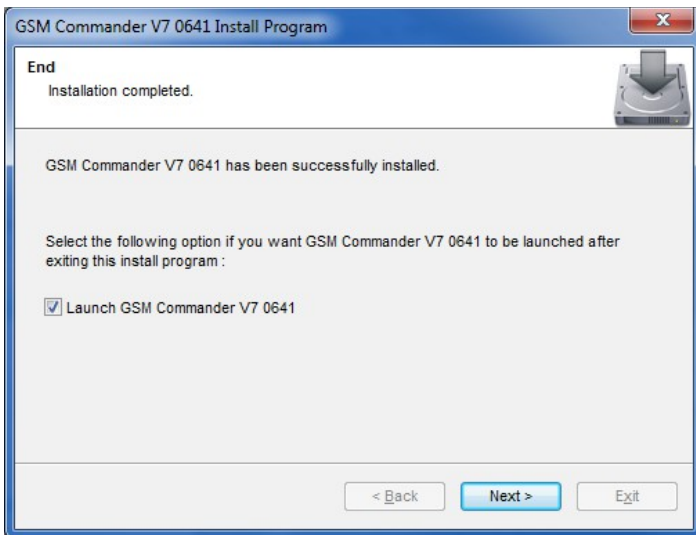 GSM Commander V7 0641 Install Program
End
Installation completed.
GSM Commander V7 0641 has been successfully installed.
Select the following option if you want GSM Commander V7 0641 to be launched after
exiting this install program :
Launch GSM Commander V7 0641
< Back
Next >
Exit